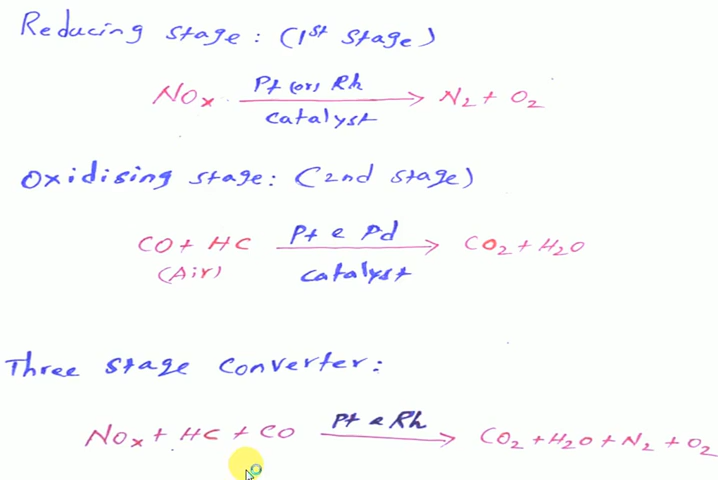 Reducing stage: (1st stage)
Pt (or) Rh
NOx → N2 + O2
catalyst
Oxidising stage: (2nd stage)
Pt & Pd
CO + HC → CO2 + H2O
(Air) catalyst
Three stage converter:
Pt & Rh
NOx + HC + CO → CO2 + H2O + N2 + O2